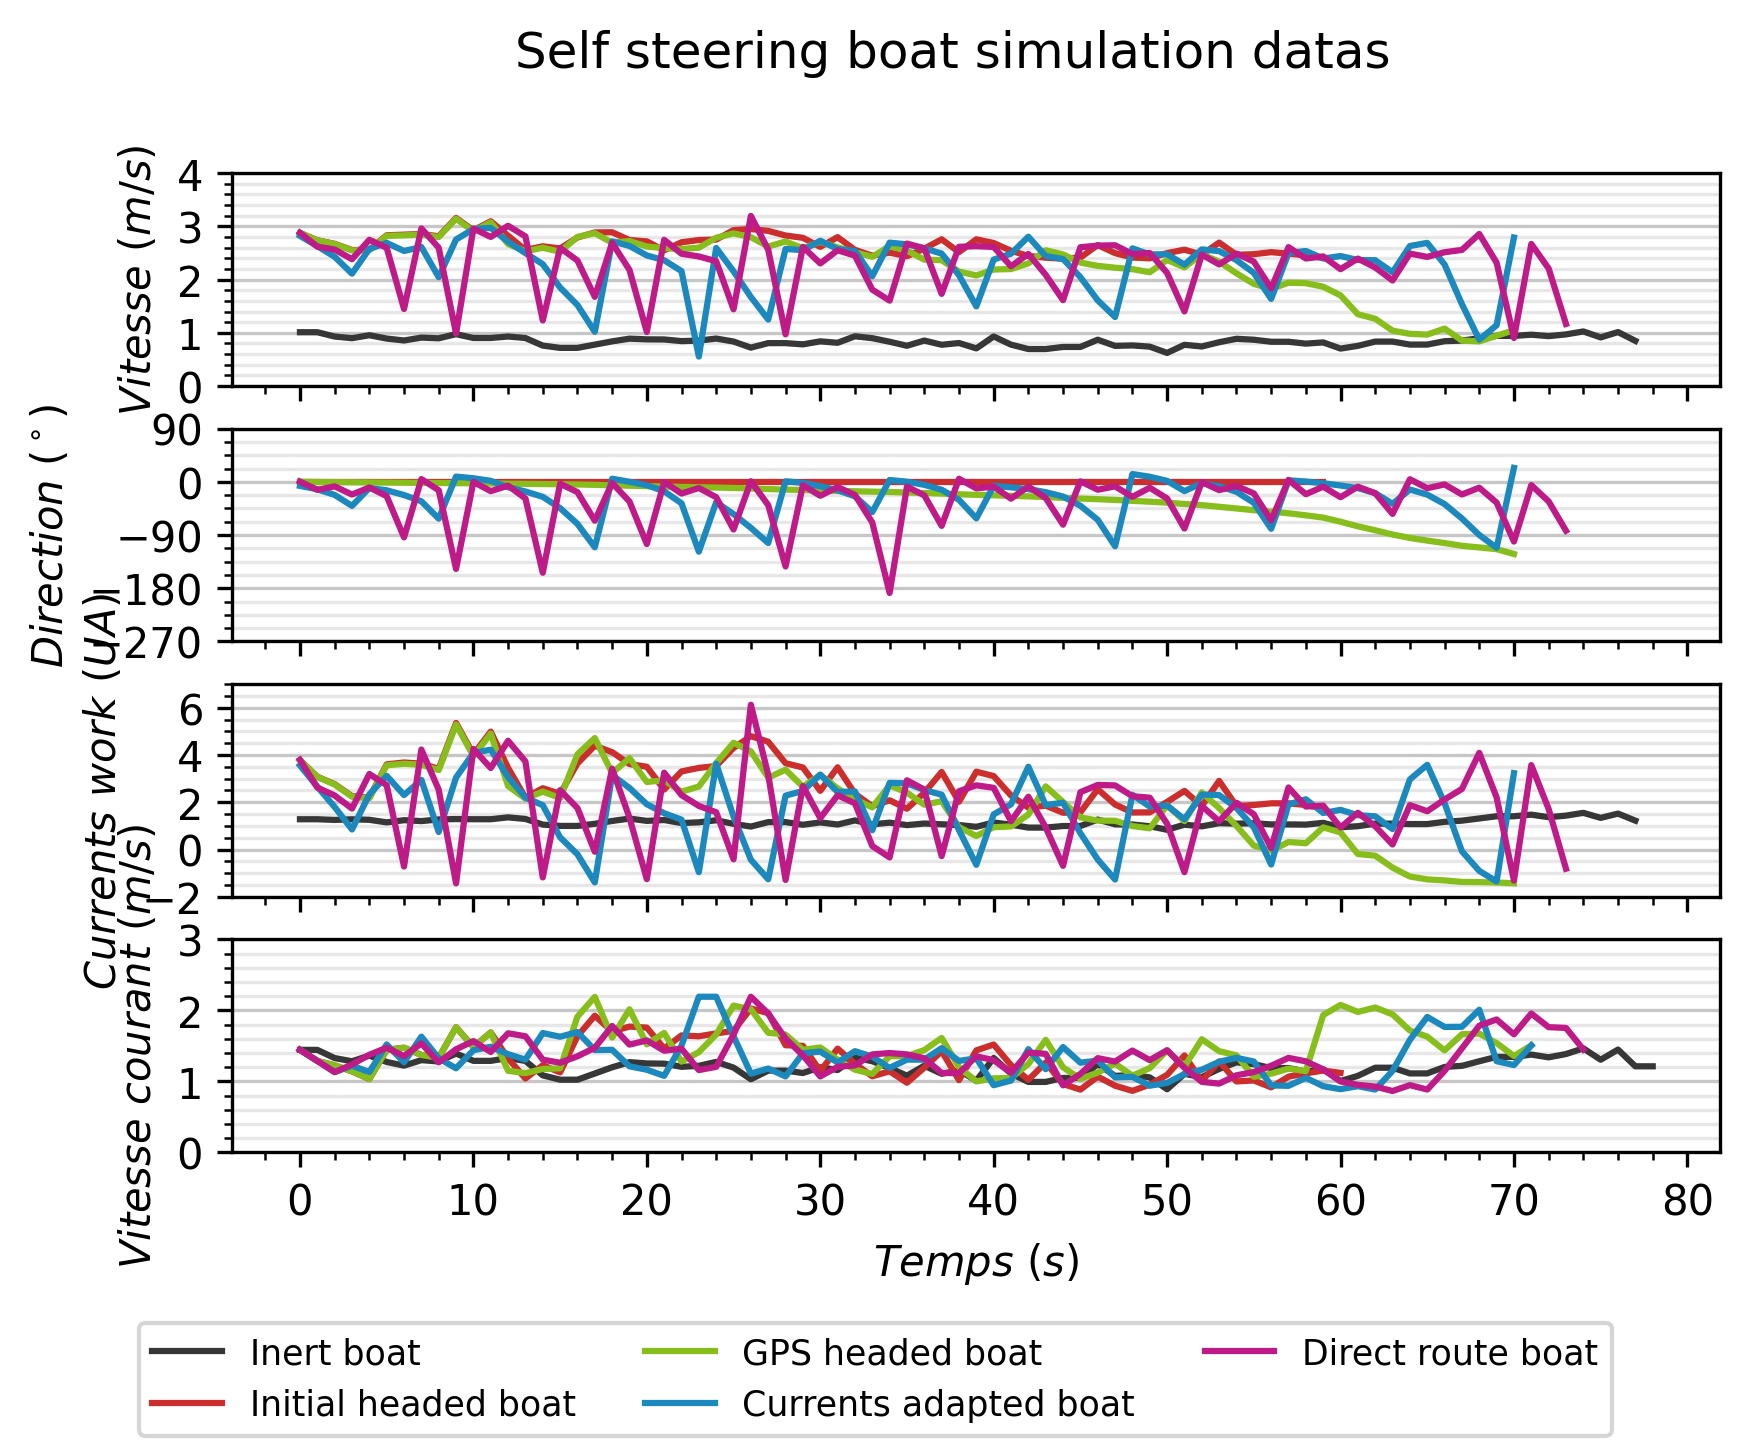 Self steering boat simulation datas
Vitesse (m/s)
4
3
2
1
0
Direction (°)
90
0
−90
−180
−270
Currents work (UA)
6
4
2
0
−2
Vitesse courant (m/s)
3
2
1
0
0 10 20 30 40 50 60 70 80
Temps (s)
Inert boat
Initial headed boat
GPS headed boat
Currents adapted boat
Direct route boat